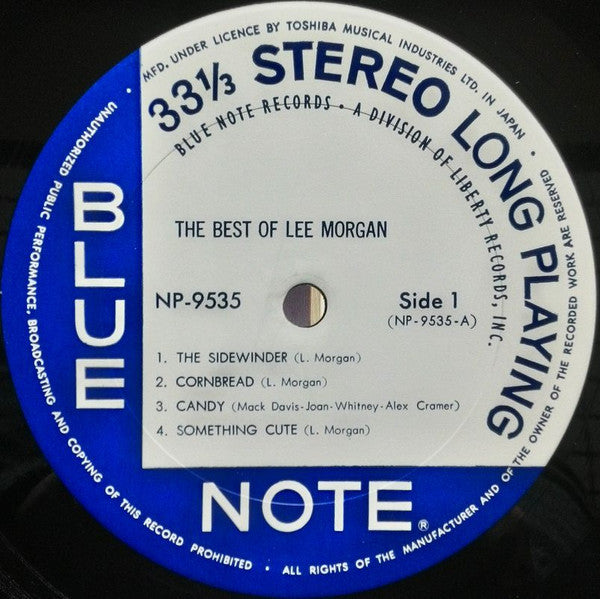 MFD. UNDER LICENCE BY TOSHIBA MUSICAL INDUSTRIES LTD. IN JAPAN •
33⅓ STEREO LONG PLAYING
BLUE NOTE RECORDS • A DIVISION OF LIBERTY RECORDS, INC.
THE BEST OF LEE MORGAN
NP-9535
Side 1
(NP-9535-A)
1. THE SIDEWINDER (L. Morgan)
2. CORNBREAD (L. Morgan)
3. CANDY (Mack Davis-Joan-Whitney-Alex Cramer)
4. SOMETHING CUTE (L. Morgan)
BLUE
NOTE®
• UNAUTHORIZED PUBLIC PERFORMANCE, BROADCASTING AND COPYING OF THIS RECORD PROHIBITED • ALL RIGHTS OF THE MANUFACTURER AND OF THE OWNER OF THE RECORDED WORK ARE RESERVED